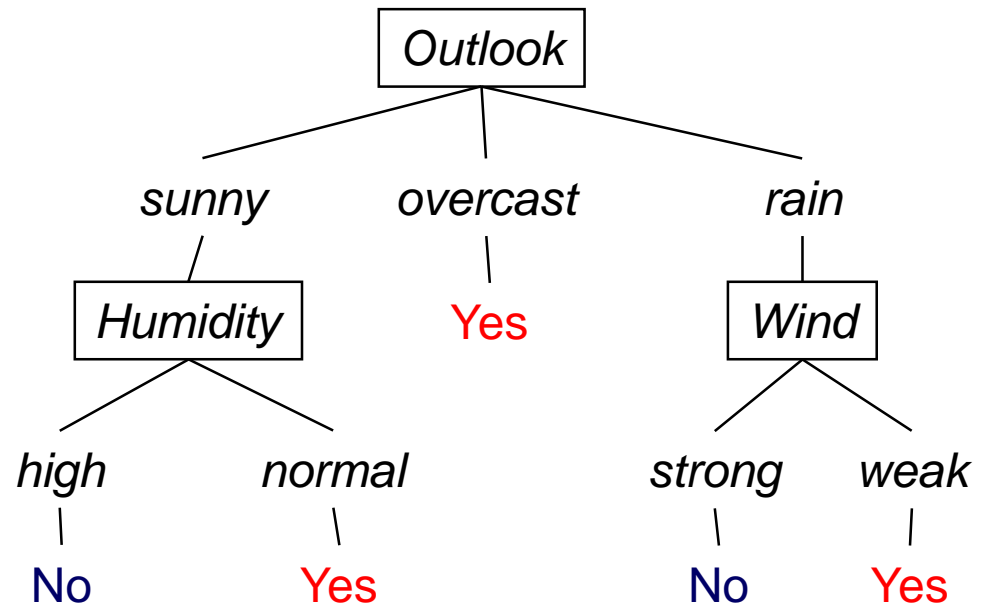 Outlook
sunny overcast rain
Humidity Yes Wind
high normal strong weak
No Yes No Yes